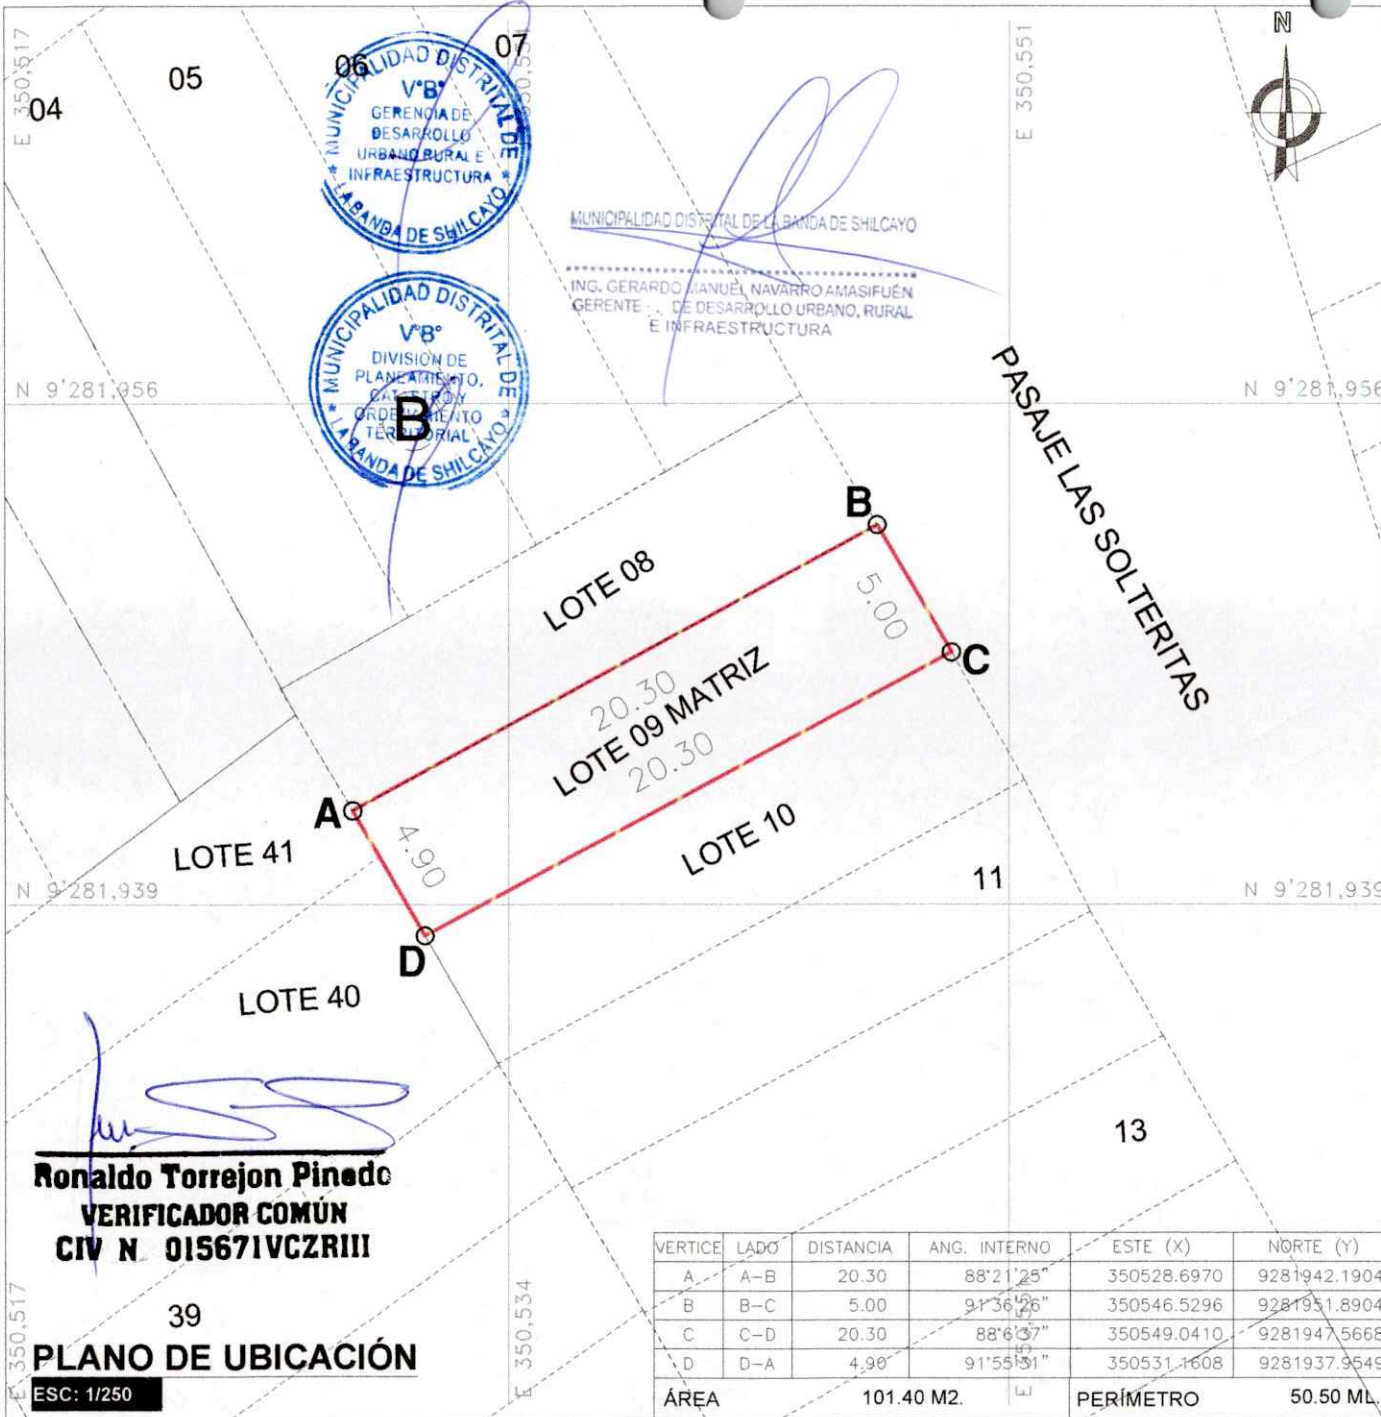 E 350,517
04
05
06
07
E 350,551
N
MUNICIPALIDAD DISTRITAL DE
V°B°
GERENCIA DE
DESARROLLO
URBANO RURAL E
INFRAESTRUCTURA
* LA BANDA DE SHILCAYO *
MUNICIPALIDAD DISTRITAL DE LA BANDA DE SHILCAYO
ING. GERARDO MANUEL NAVARRO AMASIFUÉN
GERENTE DE DESARROLLO URBANO, RURAL
E INFRAESTRUCTURA
MUNICIPALIDAD DISTRITAL DE
V°B°
DIVISIÓN DE
PLANEAMIENTO,
CATASTRO Y
ORDENAMIENTO
TERRITORIAL
* LA BANDA DE SHILCAYO *
B
N 9'281,956
N 9'281,956
PASAJE LAS SOLTERITAS
B
LOTE 08
5.00
C
20.30
LOTE 09 MATRIZ
20.30
A
4.90
LOTE 10
LOTE 41
11
N 9'281,939
N 9'281,939
D
LOTE 40
13
Ronaldo Torrejon Pinedo
VERIFICADOR COMÚN
CIV N 015671VCZRIII
39
E 350,517
E 350,534
PLANO DE UBICACIÓN
ESC: 1/250
VERTICE LADO DISTANCIA ANG. INTERNO ESTE (X) NORTE (Y)
A A-B 20.30 88°21'25" 350528.6970 9281942.1904
B B-C 5.00 91°36'26" 350546.5296 9281951.8904
C C-D 20.30 88°6'37" 350549.0410 9281947.5668
D D-A 4.90 350531.1608 9281937.9549
ÁREA 101.40 M2. PERÍMETRO 50.50 ML.